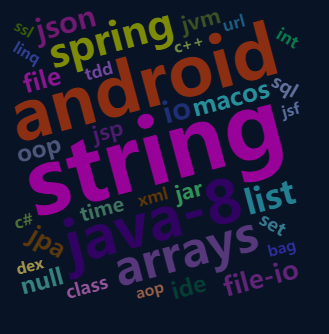 ssl
json
spring
jvm
url
int
linq
c++
file
tdd
android
sql
io
macos
jsf
oop
jsp
string
xml
jar
list
time
java-8
c#
set
jpa
arrays
bag
dex
null
class
aop
ide
file-io